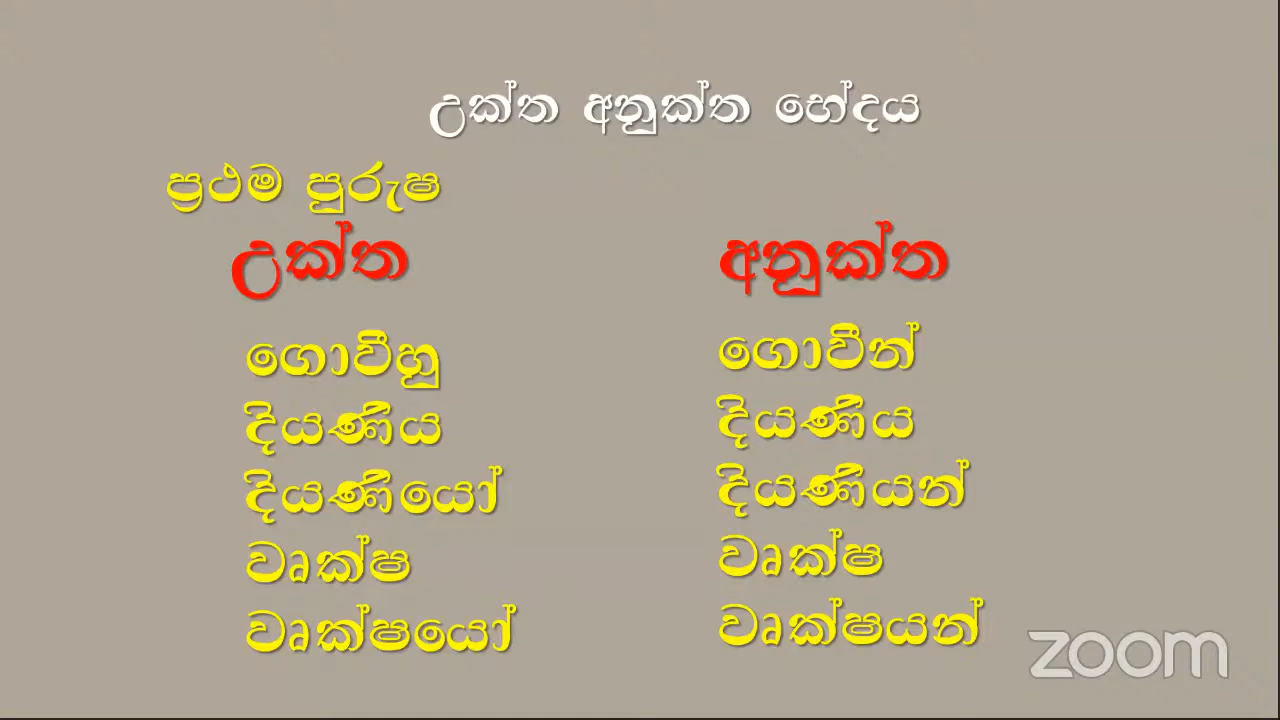 උක්ත අනුක්ත භේදය
ප්‍රථම පුරුෂ
උක්ත අනුක්ත
ගොවීහු ගොවීන්
දියණිය දියණිය
දියණියෝ දියණියන්
වෘක්ෂ වෘක්ෂ
වෘක්ෂයෝ වෘක්ෂයන්
zoom